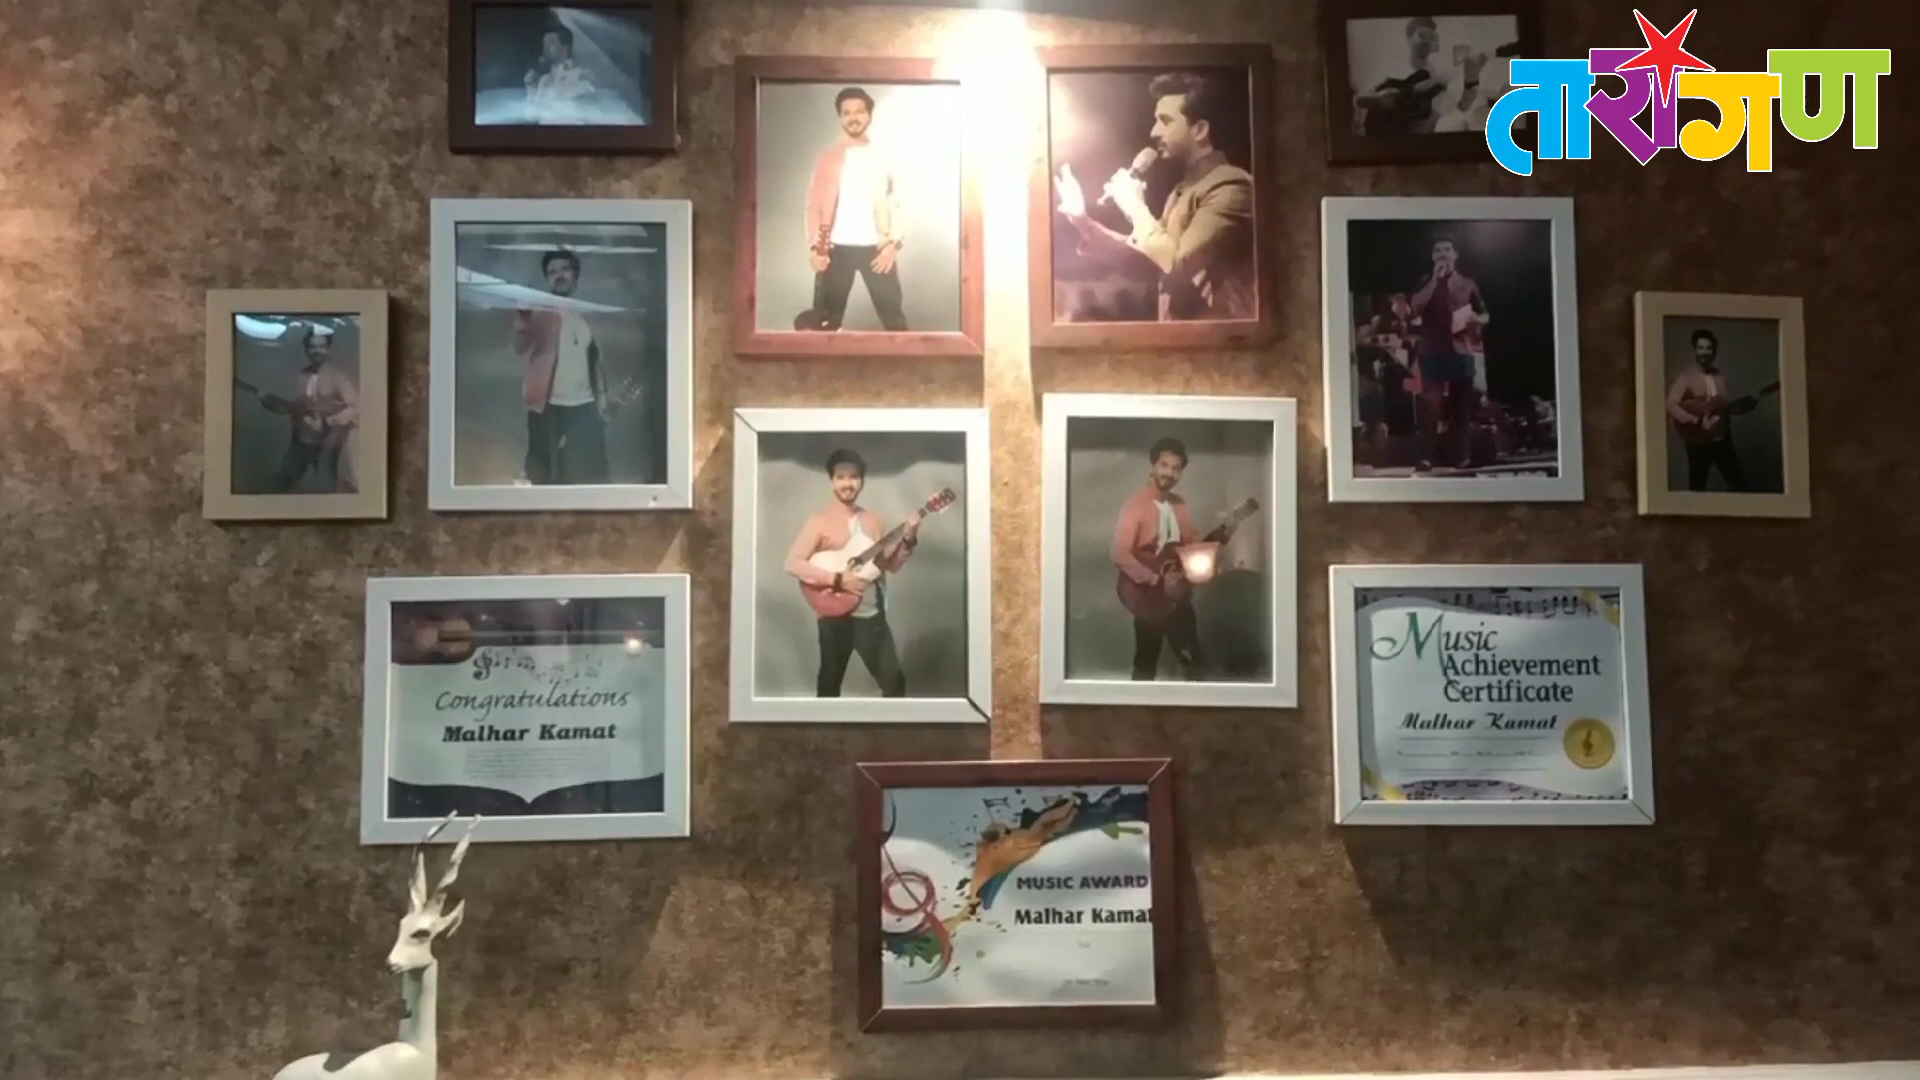 तारांगण
Congratulations
Malhar Kamat
Music
Achievement
Certificate
Malhar Kamat
MUSIC AWARD
Malhar Kamat